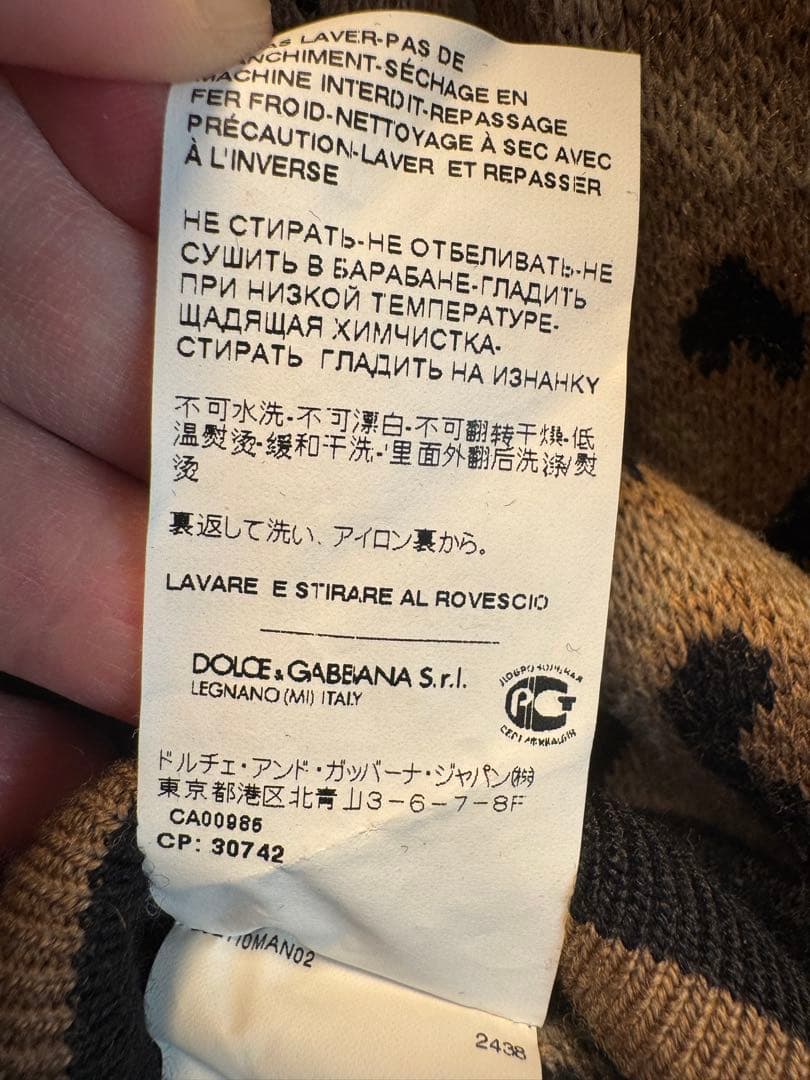 LAVER-PAS DE
SÉCHAGE EN
MACHINE INTERDIT-REPASSAGE
FER FROID-NETTOYAGE À SEC AVEC
PRÉCAUTION-LAVER ET REPASSER
À L'INVERSE
НЕ СТИРАТЬ-НЕ ОТБЕЛИВАТЬ-НЕ
СУШИТЬ В БАРАБАНЕ-ГЛАДИТЬ
ПРИ НИЗКОЙ ТЕМПЕРАТУРЕ-
ЩАДЯЩАЯ ХИМЧИСТКА-
СТИРАТЬ ГЛАДИТЬ НА ИЗНАНКУ
不可水洗-不可漂白-不可翻转干燥-低
温熨烫-缓和干洗-里面外翻后洗涤/熨
烫
裏返して洗い、アイロン裏から。
LAVARE E STIRARE AL ROVESCIO
DOLCE & GABBANA S.r.l.
LEGNANO (MI) ITALY
ドルチェ・アンド・ガッバーナ・ジャパン㈱
東京都港区北青山3-6-7-8F
CA00986
CP: 30742
MAN02
2438